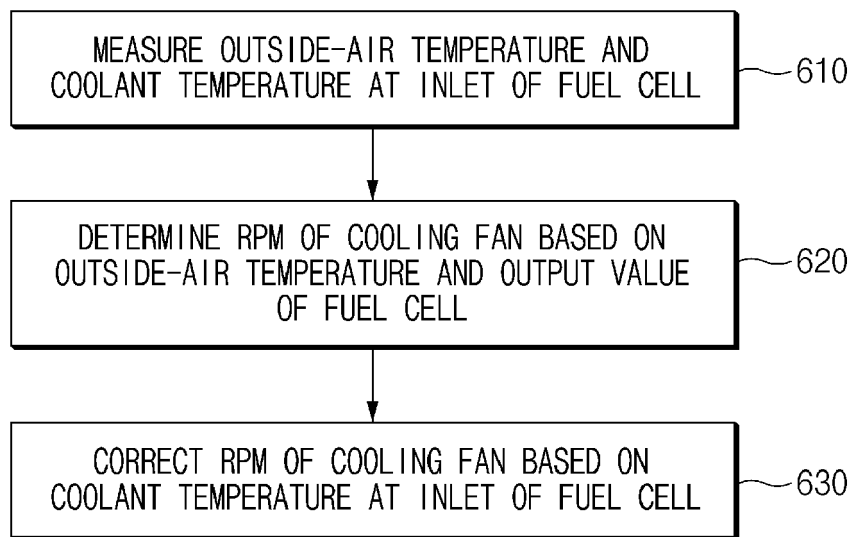 MEASURE OUTSIDE-AIR TEMPERATURE AND
COOLANT TEMPERATURE AT INLET OF FUEL CELL
610
DETERMINE RPM OF COOLING FAN BASED ON
OUTSIDE-AIR TEMPERATURE AND OUTPUT VALUE
OF FUEL CELL
620
CORRECT RPM OF COOLING FAN BASED ON
COOLANT TEMPERATURE AT INLET OF FUEL CELL
630